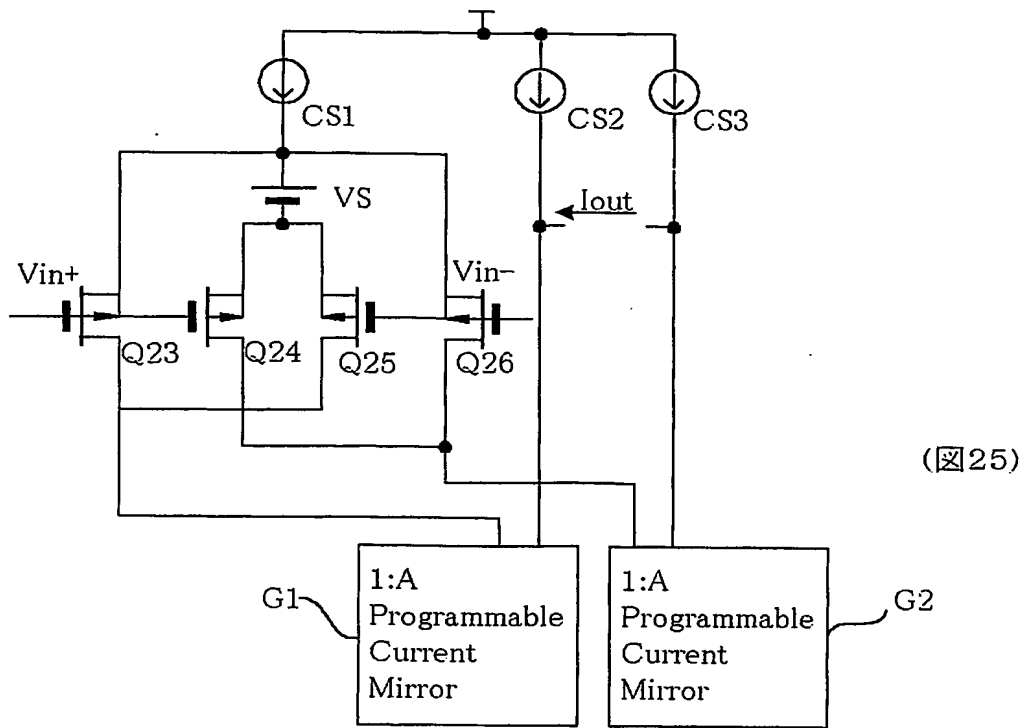 CS1
CS2
CS3
VS
Iout
Vin+
Vin−
Q23
Q24
Q25
Q26
(図25)
G1
1:A
Programmable
Current
Mirror
1:A
Programmable
Current
Mirror
G2